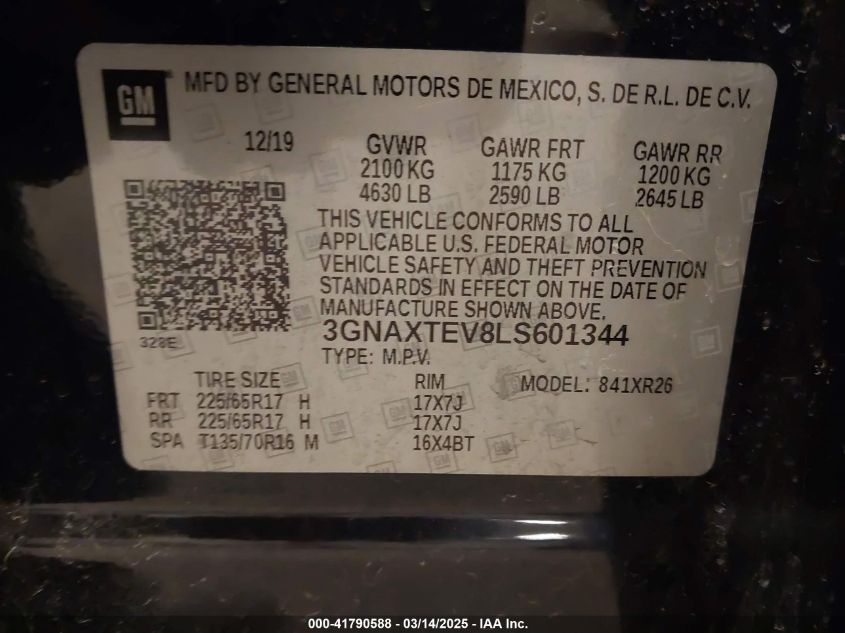 GM MFD BY GENERAL MOTORS DE MEXICO, S. DE R.L. DE C.V.
12/19 GVWR GAWR FRT GAWR RR
2100 KG 1175 KG 1200 KG
4630 LB 2590 LB 2645 LB
THIS VEHICLE CONFORMS TO ALL
APPLICABLE U.S. FEDERAL MOTOR
VEHICLE SAFETY AND THEFT PREVENTION
STANDARDS IN EFFECT ON THE DATE OF
MANUFACTURE SHOWN ABOVE.
328E 3GNAXTEV8LS601344
TYPE: M.P.V.
TIRE SIZE RIM MODEL: 841XR26
FRT 225/65R17 H 17X7J
RR 225/65R17 H 17X7J
SPA T135/70R16 M 16X4BT
000-41790588 - 03/14/2025 - IAA Inc.